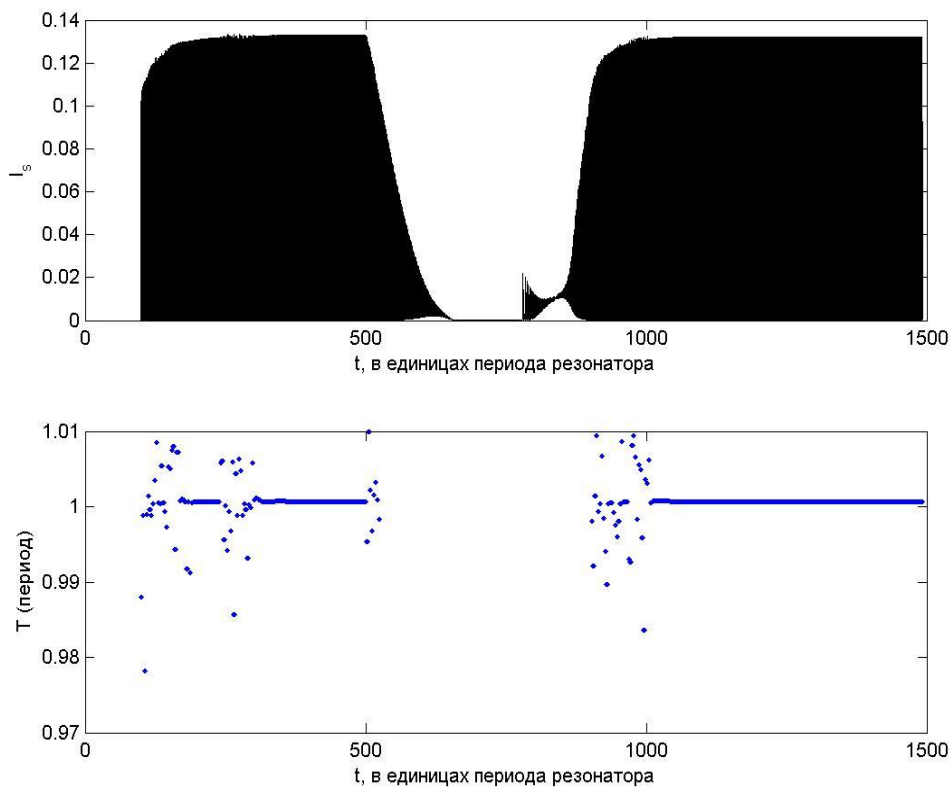 0.14
0.12
0.1
0.08
0.06
0.04
0.02
0
I_s
0 500 1000 1500
t, в единицах периода резонатора
1.01
1
0.99
0.98
0.97
T (период)
0 500 1000 1500
t, в единицах периода резонатора